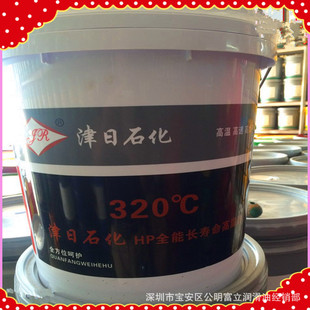 JR 津日石化
高温 高速
320℃
津日石化 HP全能长寿命高
全方位呵护
QUANFANGWEIHEHU
深圳市宝安区公明富立润滑油经销部